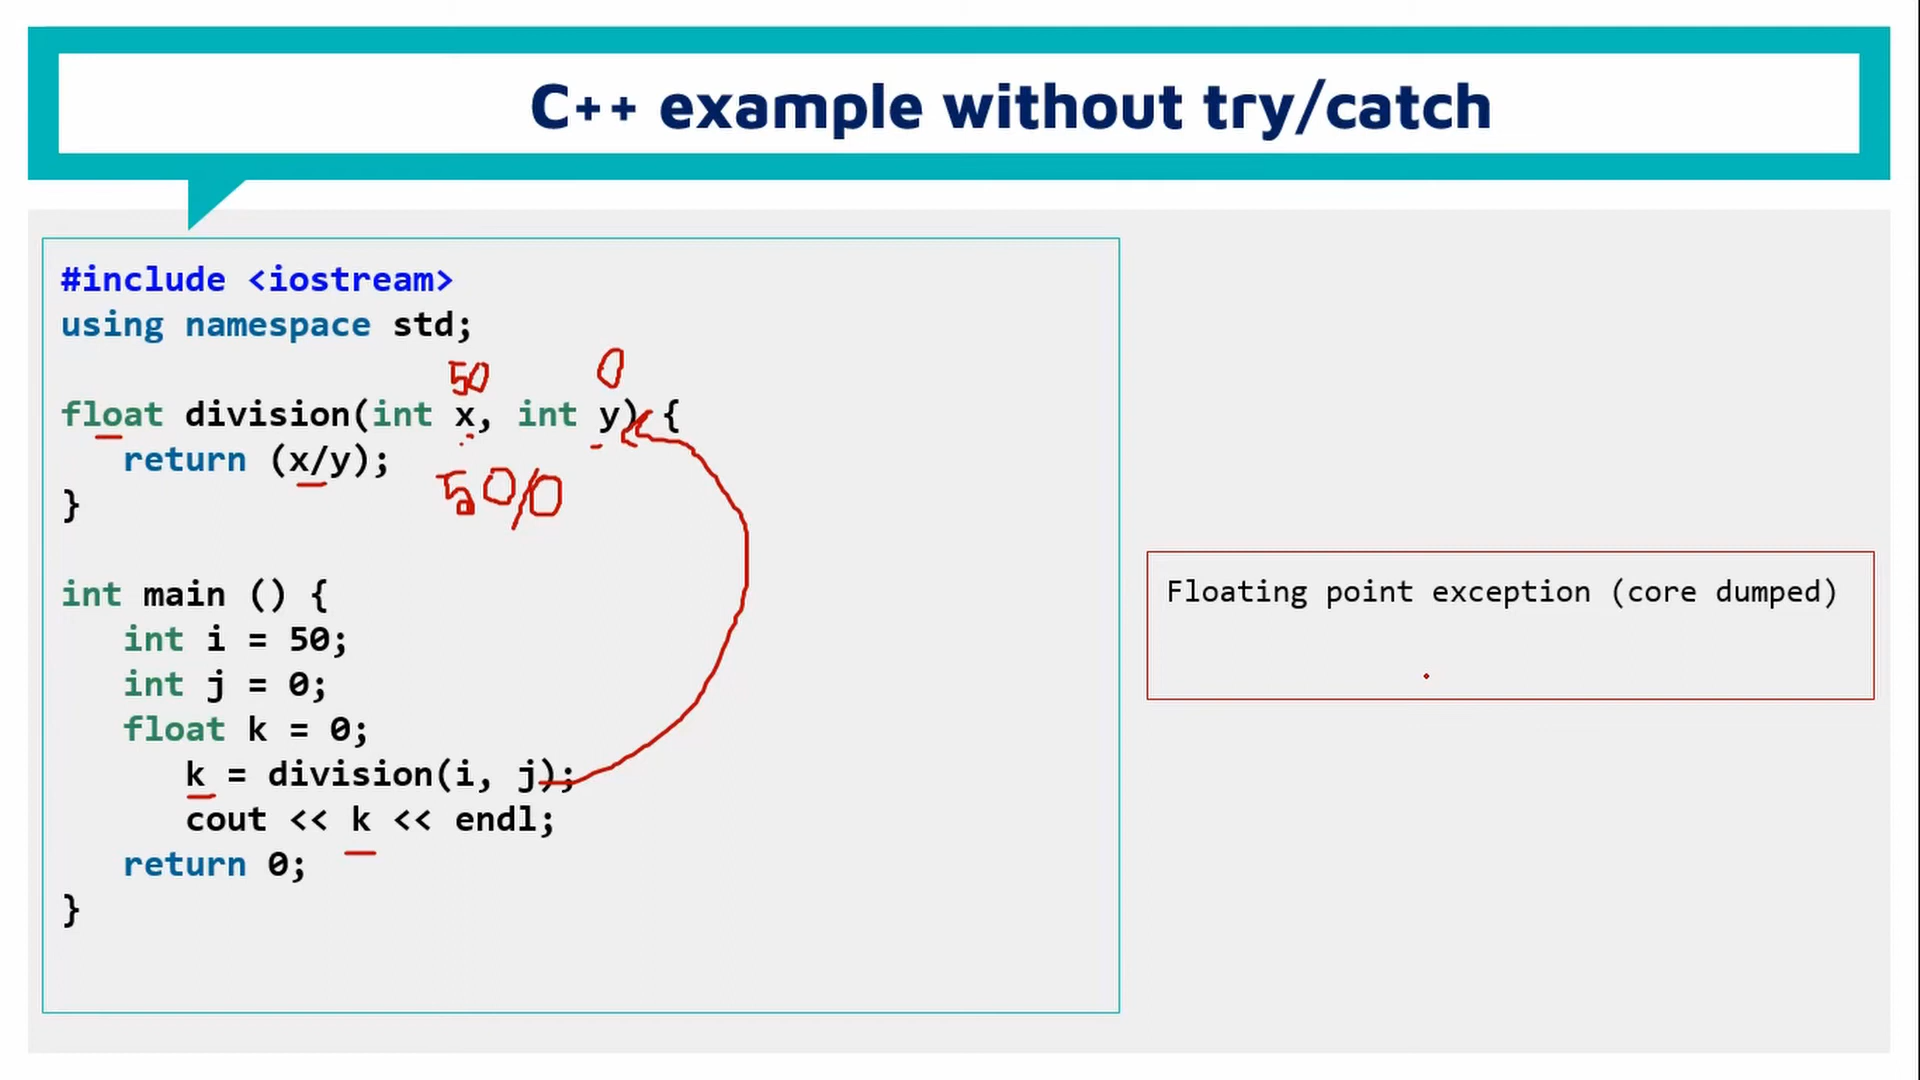 C++ example without try/catch
#include <iostream>
using namespace std;
50 0
float division(int x, int y) {
return (x/y);
50/0
}
int main () {
int i = 50;
int j = 0;
float k = 0;
k = division(i, j);
cout << k << endl;
return 0;
}
Floating point exception (core dumped)